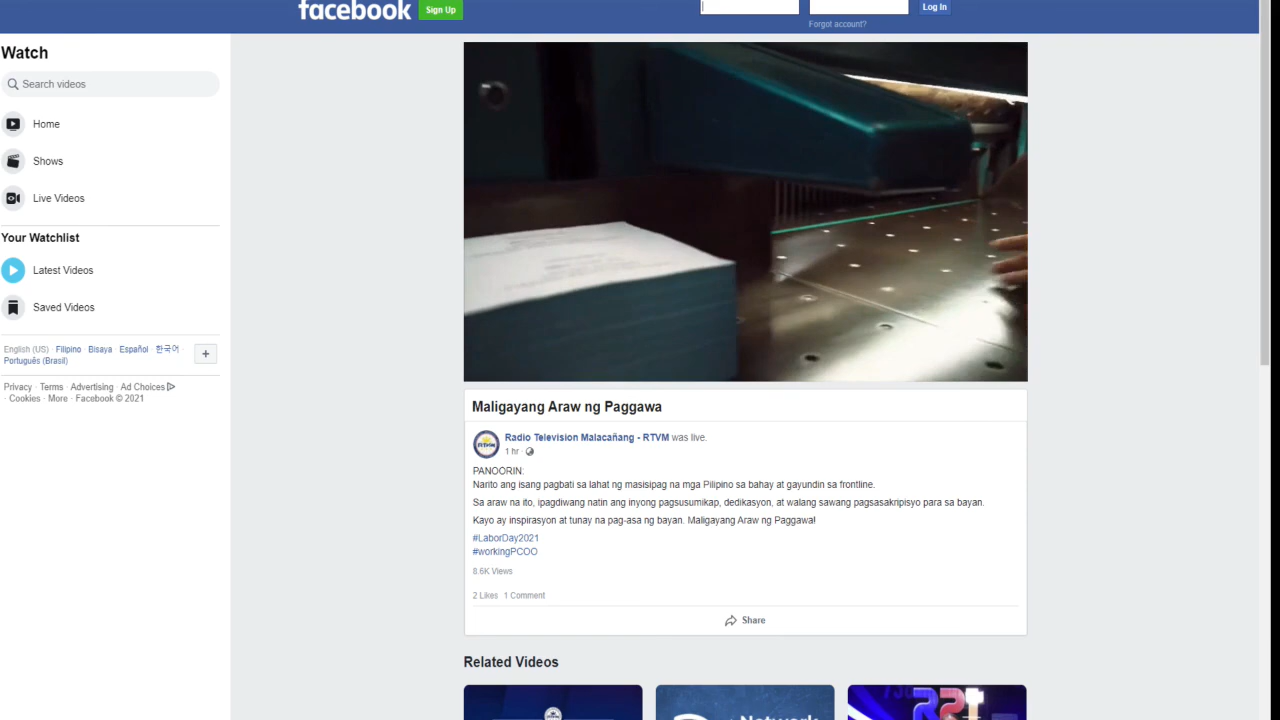 facebook
Sign Up
Log In
Forgot account?
Watch
Search videos
Home
Shows
Live Videos
Your Watchlist
Latest Videos
Saved Videos
English (US) · Filipino · Bisaya · Español · 한국어 ·
Português (Brasil)
+
Privacy · Terms · Advertising · Ad Choices
· Cookies · More · Facebook © 2021
Maligayang Araw ng Paggawa
RTVM
Radio Television Malacañang - RTVM was live.
1 hr ·
PANOORIN:
Narito ang isang pagbati sa lahat ng masisipag na mga Pilipino sa bahay at gayundin sa frontline.
Sa araw na ito, ipagdiwang natin ang inyong pagsusumikap, dedikasyon, at walang sawang pagsasakripisyo para sa bayan.
Kayo ay inspirasyon at tunay na pag-asa ng bayan. Maligayang Araw ng Paggawa!
#LaborDay2021
#workingPCOO
8.6K Views
2 Likes 1 Comment
Share
Related Videos
Network